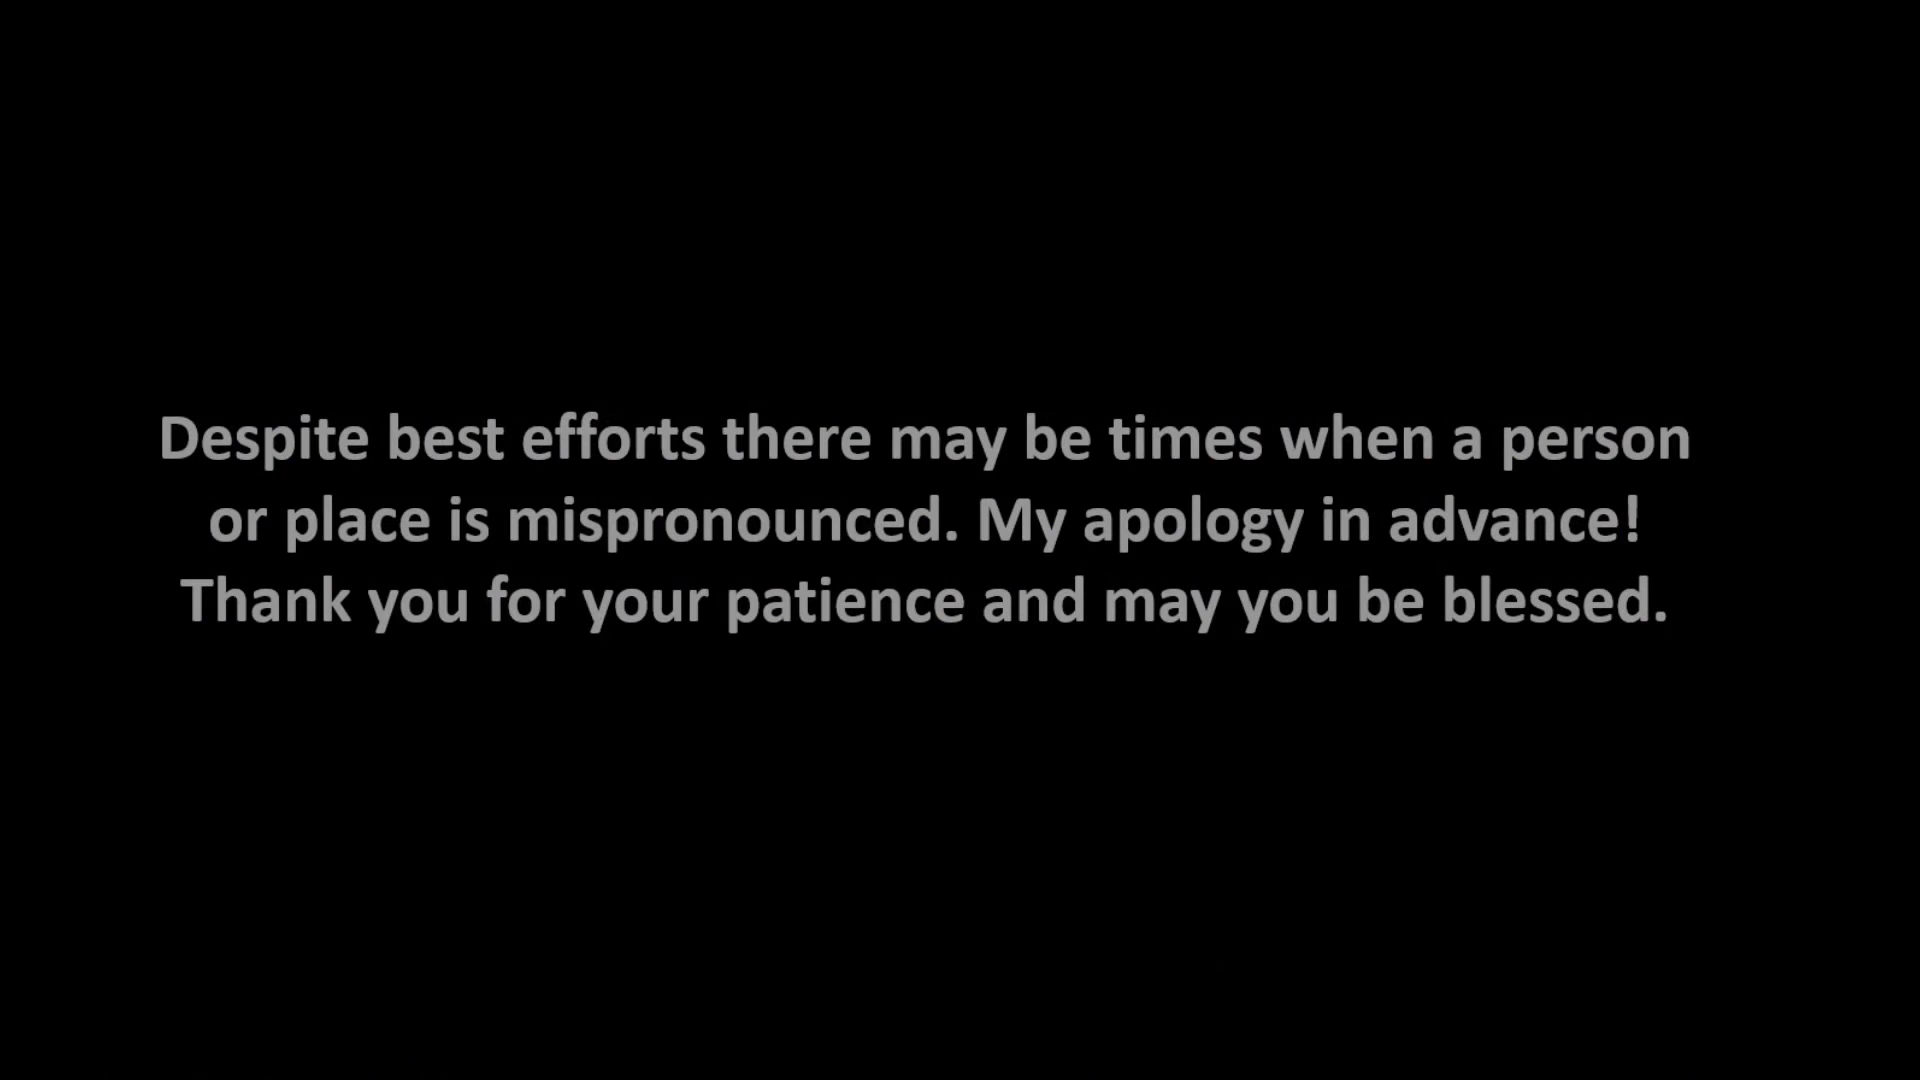 Despite best efforts there may be times when a person
or place is mispronounced. My apology in advance!
Thank you for your patience and may you be blessed.